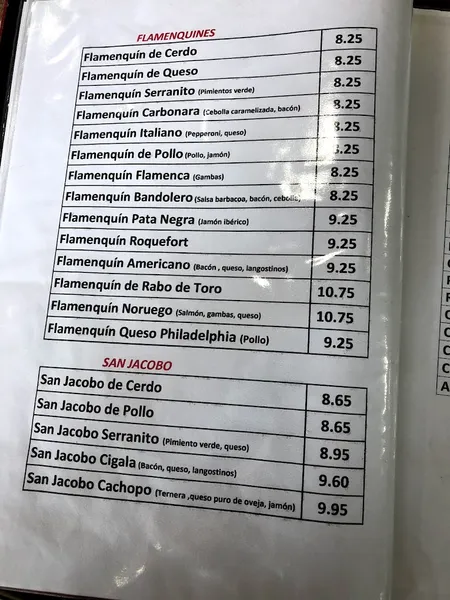 FLAMENQUINES
Flamenquín de Cerdo 8.25
Flamenquín de Queso 8.25
Flamenquín Serranito (Pimientos verde) 8.25
Flamenquín Carbonara (Cebolla caramelizada, bacón) 8.25
Flamenquín Italiano (Pepperoni, queso) 8.25
Flamenquín de Pollo (Pollo, jamón) 8.25
Flamenquín Flamenca (Gambas) 8.25
Flamenquín Bandolero (Salsa barbacoa, bacón, cebolla) 8.25
Flamenquín Pata Negra (Jamón ibérico) 9.25
Flamenquín Roquefort 9.25
Flamenquín Americano (Bacón , queso, langostinos) 9.25
Flamenquín de Rabo de Toro 10.75
Flamenquín Noruego (Salmón, gambas, queso) 10.75
Flamenquín Queso Philadelphia (Pollo) 9.25
SAN JACOBO
San Jacobo de Cerdo 8.65
San Jacobo de Pollo 8.65
San Jacobo Serranito (Pimiento verde, queso) 8.95
San Jacobo Cigala (Bacón, queso, langostinos) 9.60
San Jacobo Cachopo (Ternera ,queso puro de oveja, jamón) 9.95